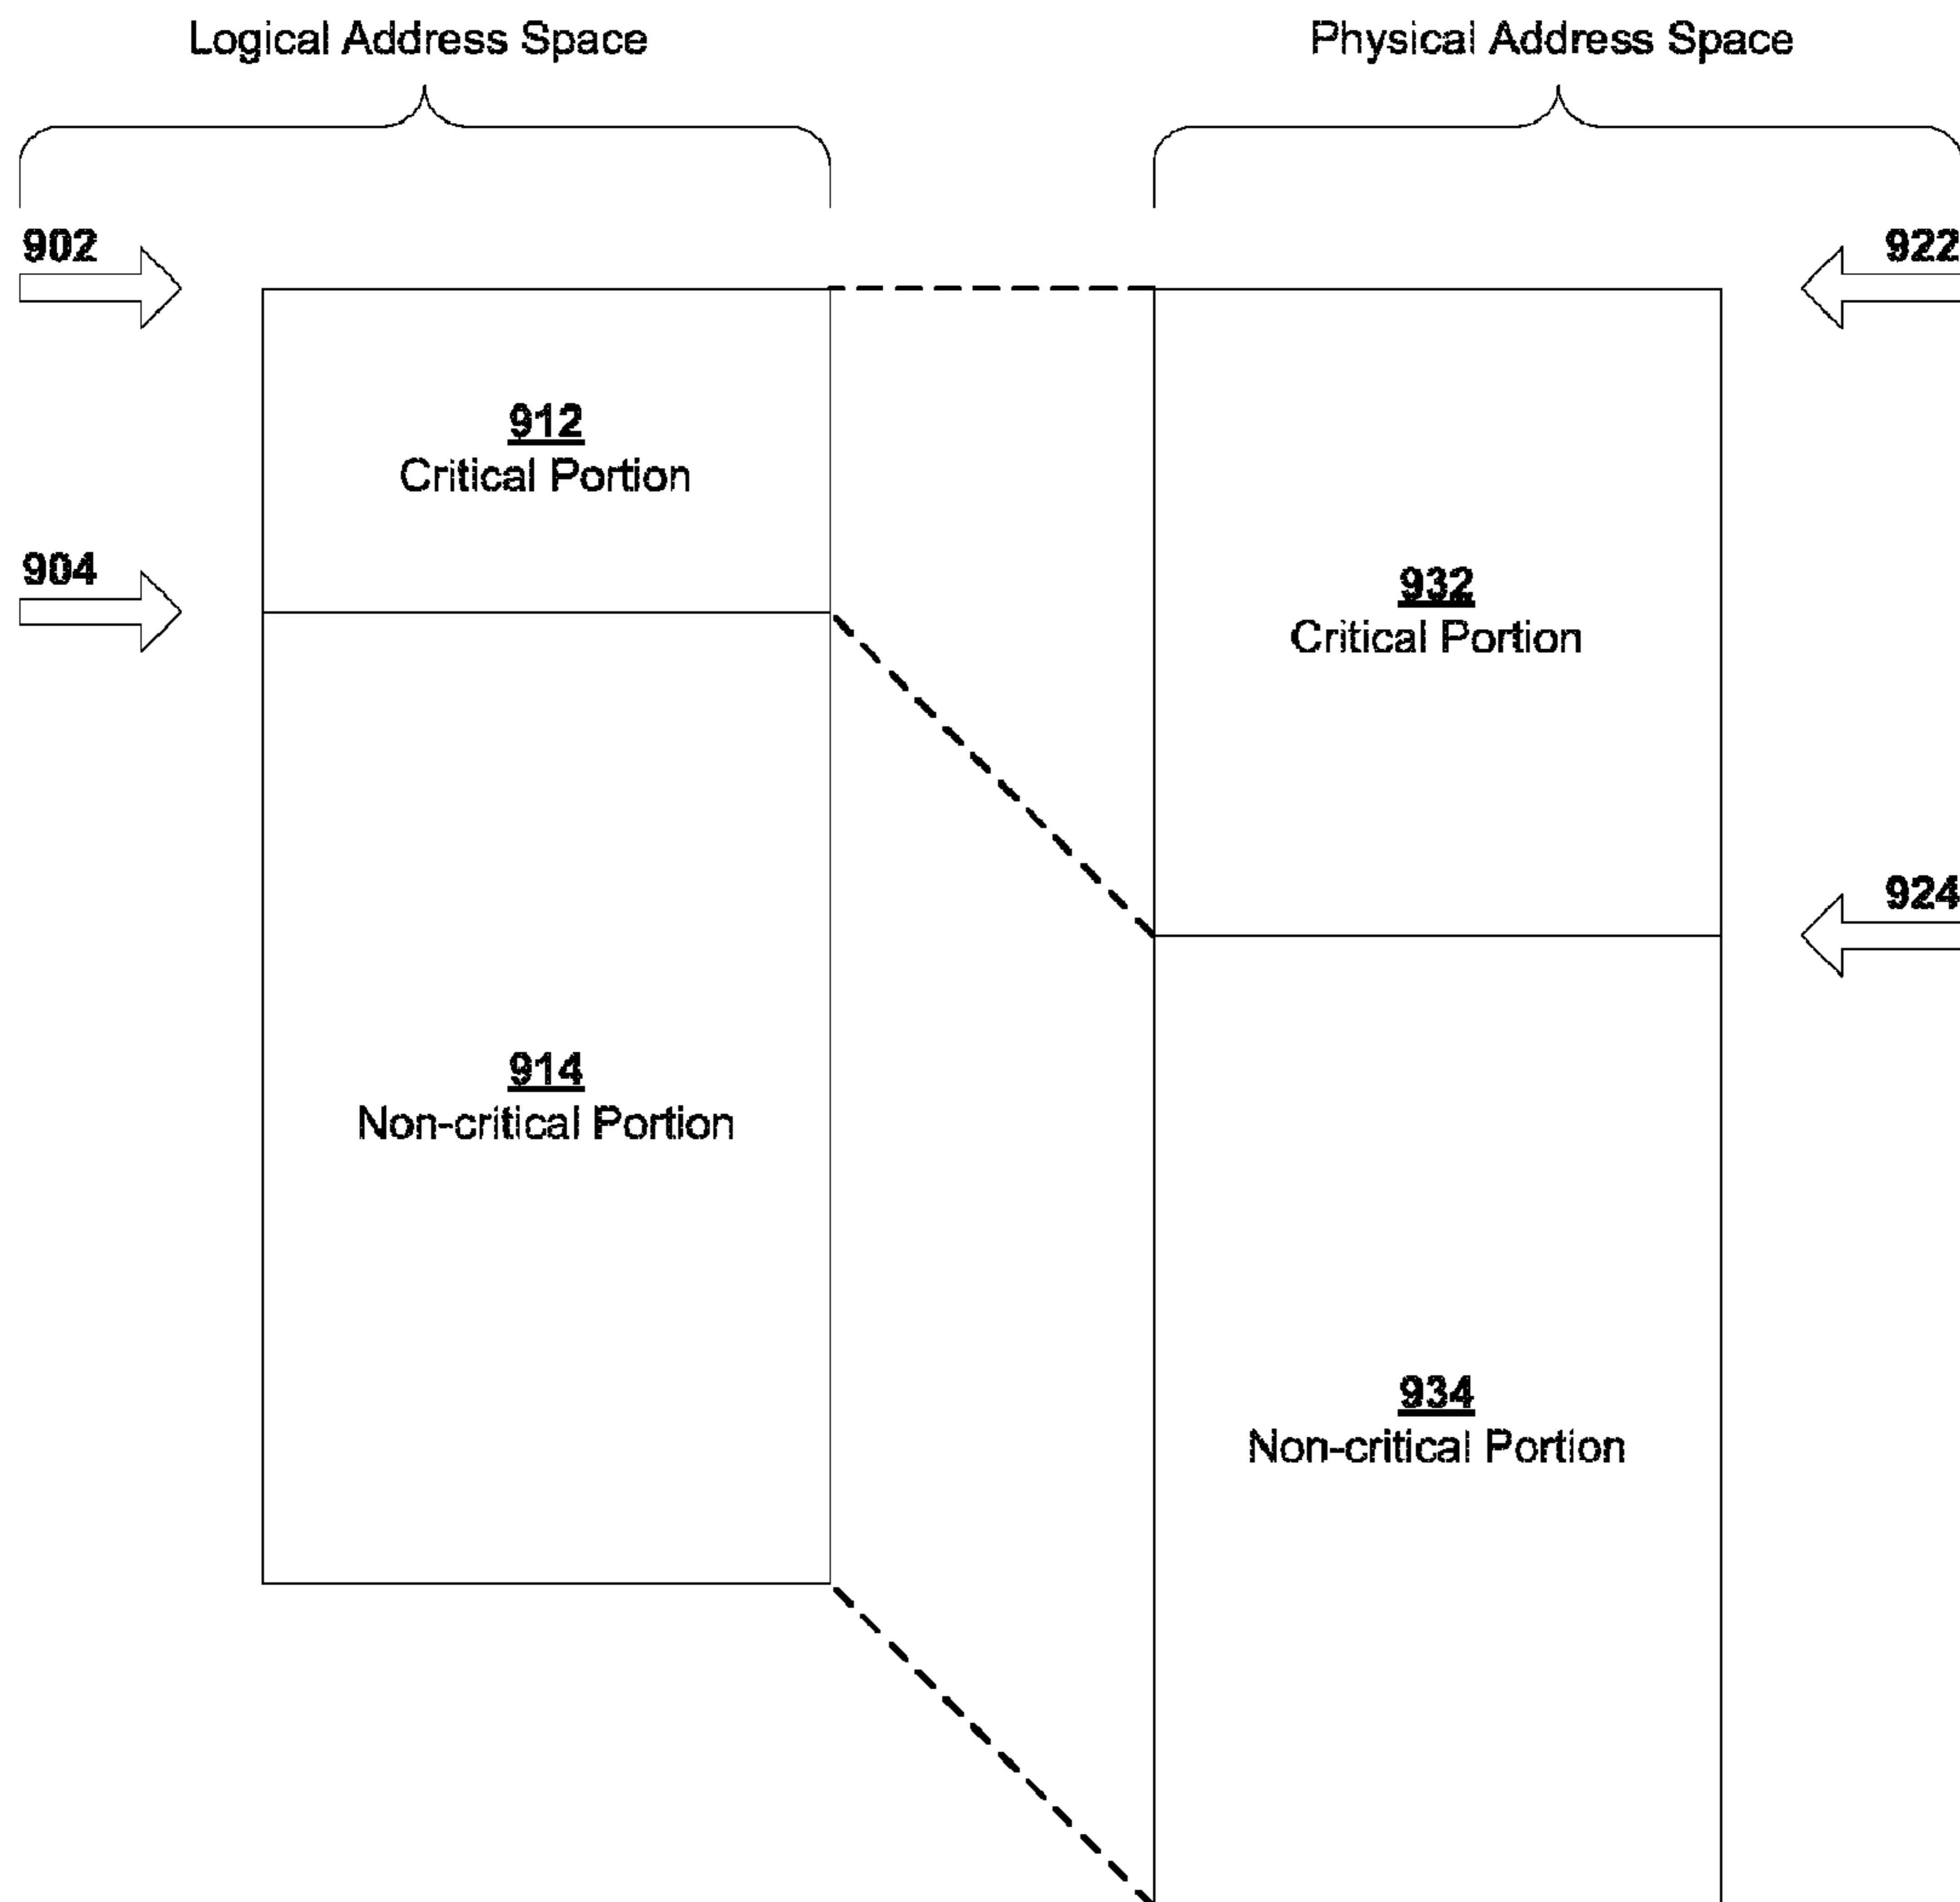 Logical Address Space
Physical Address Space
902
922
912
Critical Portion
904
932
Critical Portion
924
914
Non-critical Portion
934
Non-critical Portion